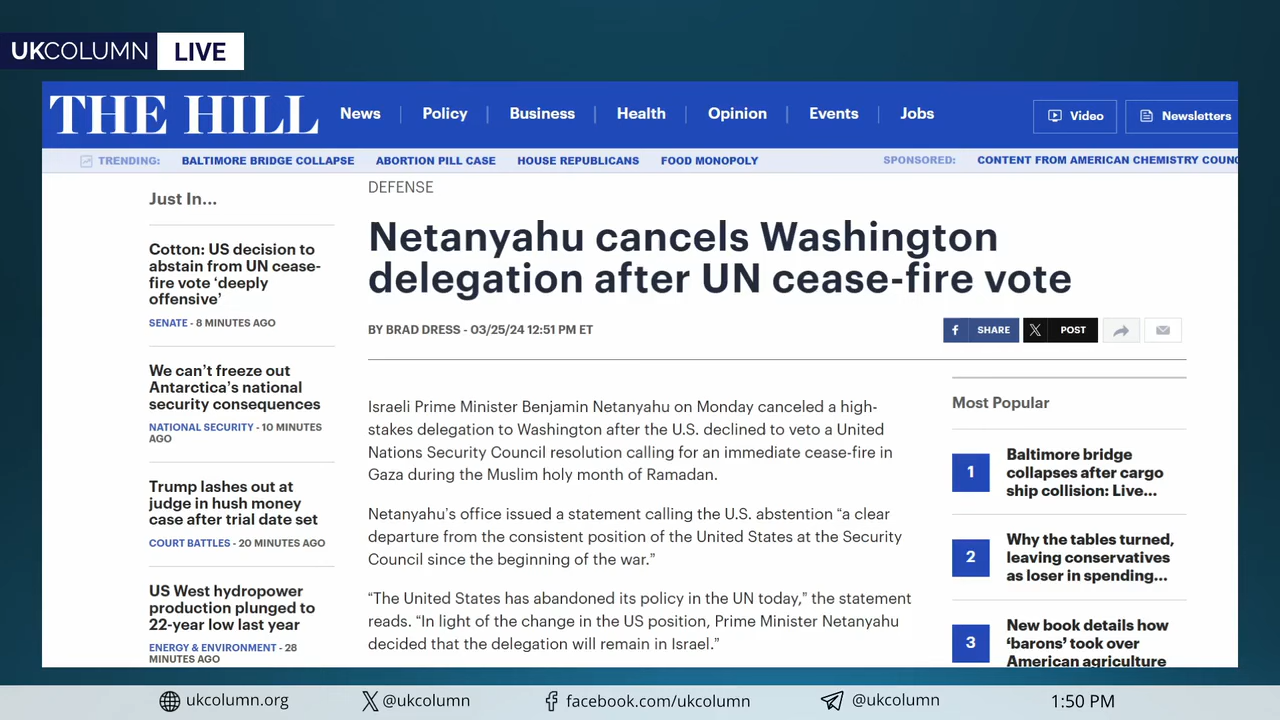 UKCOLUMN LIVE
THE HILL
News
Policy
Business
Health
Opinion
Events
Jobs
Video
Newsletters
TRENDING:
BALTIMORE BRIDGE COLLAPSE
ABORTION PILL CASE
HOUSE REPUBLICANS
FOOD MONOPOLY
SPONSORED:
CONTENT FROM AMERICAN CHEMISTRY COUNC
Just In...
Cotton: US decision to
abstain from UN cease-
fire vote ‘deeply
offensive’
SENATE - 8 MINUTES AGO
We can’t freeze out
Antarctica’s national
security consequences
NATIONAL SECURITY - 10 MINUTES
AGO
Trump lashes out at
judge in hush money
case after trial date set
COURT BATTLES - 20 MINUTES AGO
US West hydropower
production plunged to
22-year low last year
ENERGY & ENVIRONMENT - 28
MINUTES AGO
DEFENSE
Netanyahu cancels Washington
delegation after UN cease-fire vote
BY BRAD DRESS - 03/25/24 12:51 PM ET
SHARE
POST
Israeli Prime Minister Benjamin Netanyahu on Monday canceled a high-
stakes delegation to Washington after the U.S. declined to veto a United
Nations Security Council resolution calling for an immediate cease-fire in
Gaza during the Muslim holy month of Ramadan.
Netanyahu’s office issued a statement calling the U.S. abstention “a clear
departure from the consistent position of the United States at the Security
Council since the beginning of the war.”
“The United States has abandoned its policy in the UN today,” the statement
reads. “In light of the change in the US position, Prime Minister Netanyahu
decided that the delegation will remain in Israel.”
Most Popular
1
Baltimore bridge
collapses after cargo
ship collision: Live...
2
Why the tables turned,
leaving conservatives
as loser in spending...
3
New book details how
‘barons’ took over
American agriculture
ukcolumn.org
@ukcolumn
facebook.com/ukcolumn
@ukcolumn
1:50 PM